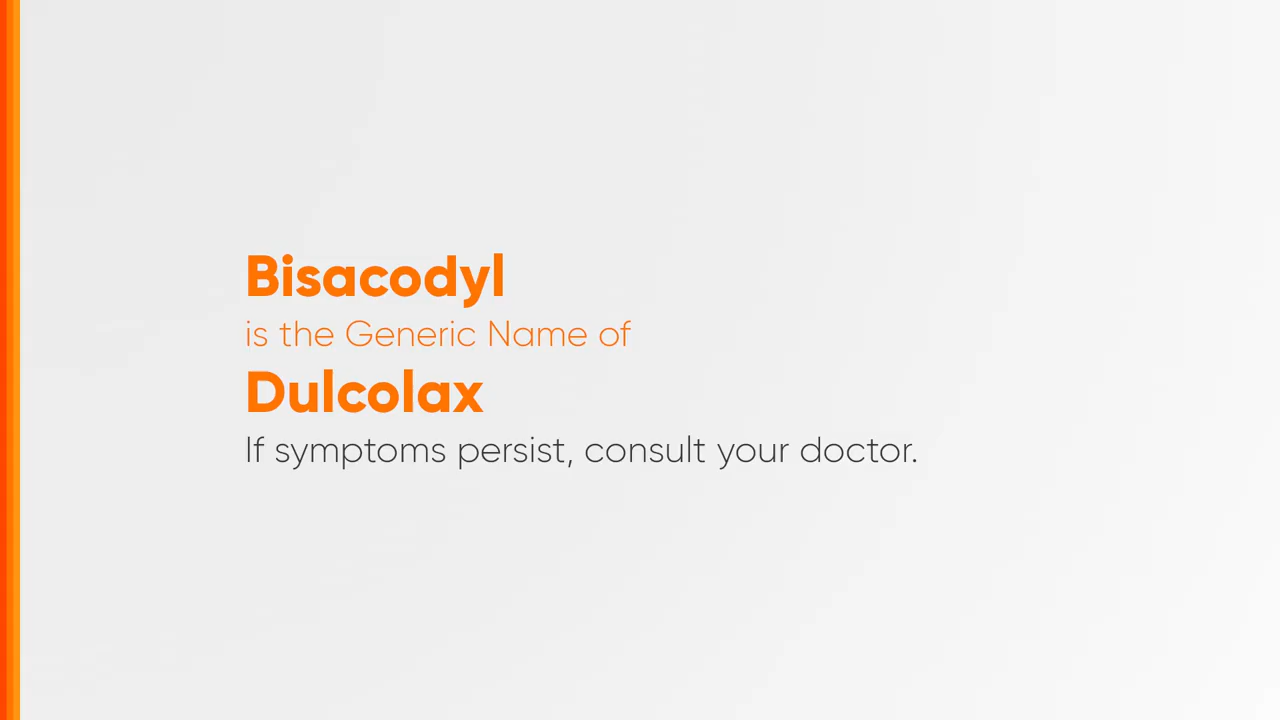 Bisacodyl
is the Generic Name of
Dulcolax
If symptoms persist, consult your doctor.